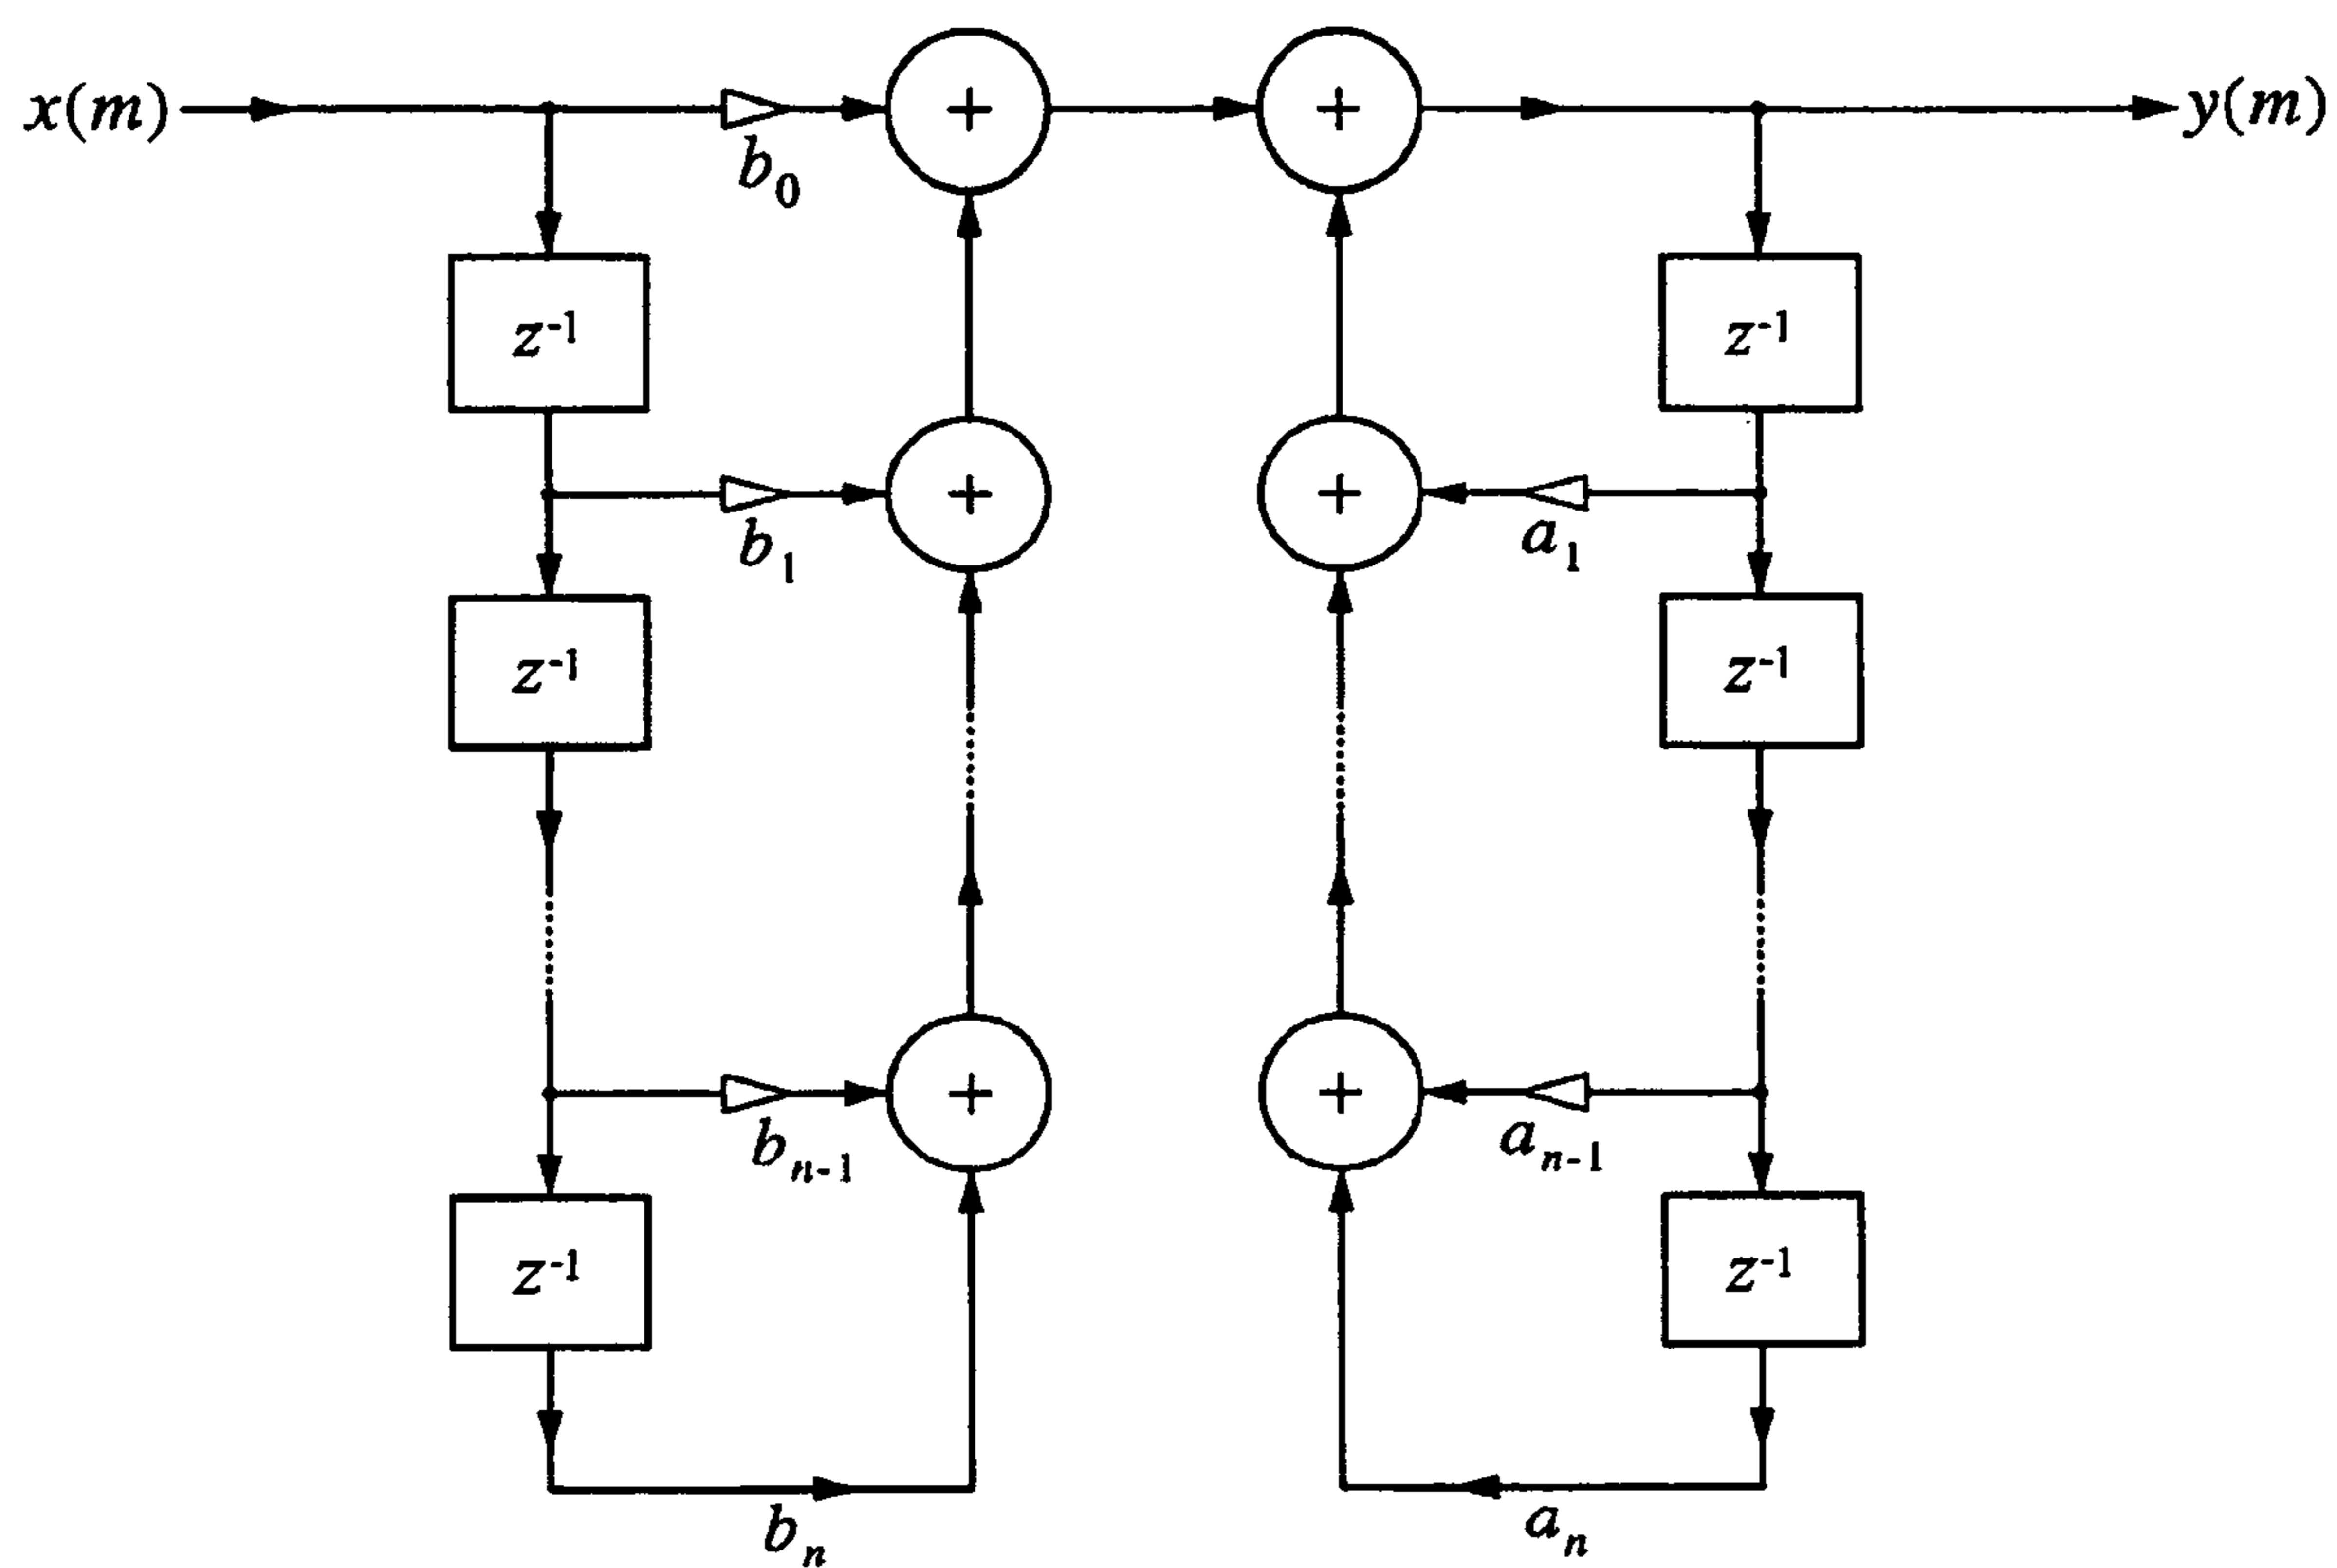 x(m) + + y(m)
b₀
z⁻¹ z⁻¹
+ +
b₁ a₁
z⁻¹ z⁻¹
+ +
bₙ₋₁ aₙ₋₁
z⁻¹ z⁻¹
bₙ aₙ